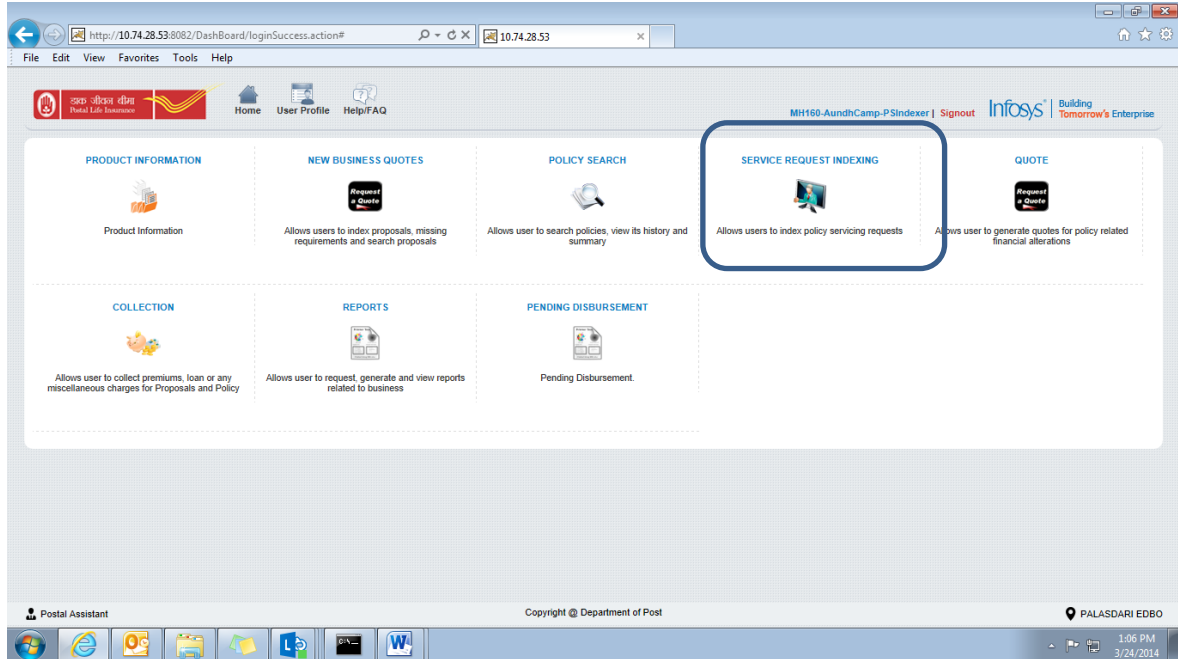 http://10.74.28.53:8082/DashBoard/loginSuccess.action#
10.74.28.53
File Edit View Favorites Tools Help
डाक जीवन बीमा
Postal Life Insurance
Home User Profile Help/FAQ
MH160-AundhCamp-PSIndexer | Signout
Infosys® | Building Tomorrow's Enterprise
PRODUCT INFORMATION
NEW BUSINESS QUOTES
POLICY SEARCH
SERVICE REQUEST INDEXING
QUOTE
Request
a Quote
Request
a Quote
Product Information
Allows users to index proposals, missing
requirements and search proposals
Allows user to search policies, view its history and
summary
Allows users to index policy servicing requests
Allows user to generate quotes for policy related
financial alterations
COLLECTION
REPORTS
PENDING DISBURSEMENT
Allows user to collect premiums, loan or any
miscellaneous charges for Proposals and Policy
Allows user to request, generate and view reports
related to business
Pending Disbursement.
Postal Assistant
Copyright @ Department of Post
PALASDARI EDBO
1:06 PM
3/24/2014